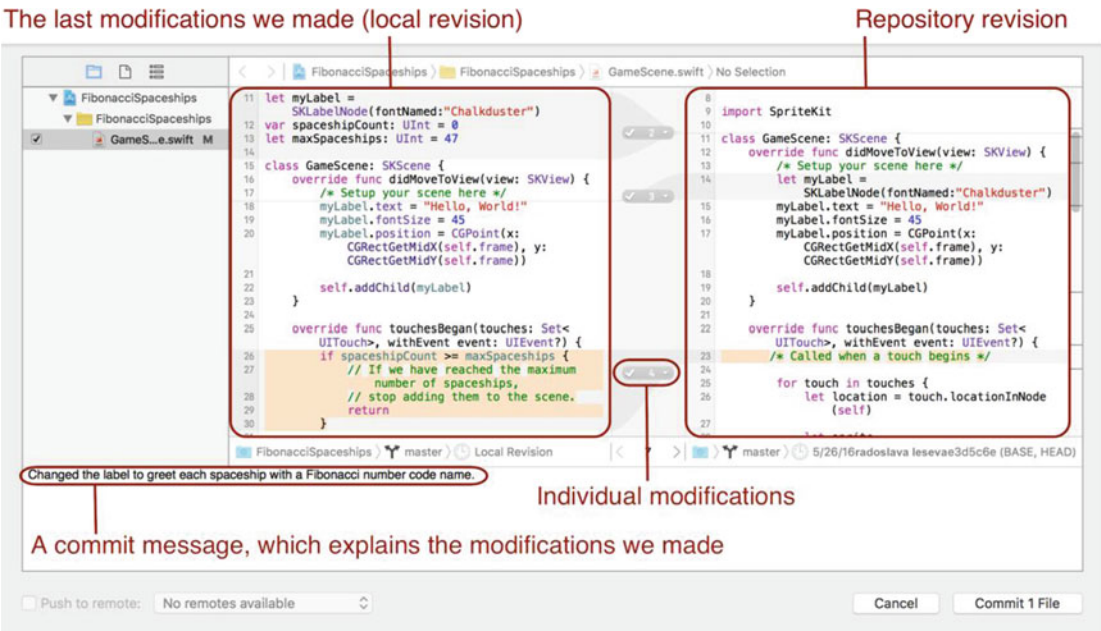 The last modifications we made (local revision)
Repository revision
FibonacciSpaceships FibonacciSpaceships GameScene.swift No Selection
FibonacciSpaceships
FibonacciSpaceships
GameS...e.swift M
11 let myLabel =
SKLabelNode(fontNamed:"Chalkduster")
12 var spaceshipCount: UInt = 0
13 let maxSpaceships: UInt = 47
14
15 class GameScene: SKScene {
16 override func didMoveToView(view: SKView) {
17 /* Setup your scene here */
18 myLabel.text = "Hello, World!"
19 myLabel.fontSize = 45
20 myLabel.position = CGPoint(x:
CGRectGetMidX(self.frame), y:
CGRectGetMidY(self.frame))
21
22 self.addChild(myLabel)
23 }
24
25 override func touchesBegan(touches: Set<
UITouch>, withEvent event: UIEvent?) {
26 if spaceshipCount >= maxSpaceships {
27 // If we have reached the maximum
number of spaceships,
28 // stop adding them to the scene.
29 return
30 }
2
3
4
8
9 import SpriteKit
10
11 class GameScene: SKScene {
12 override func didMoveToView(view: SKView) {
13 /* Setup your scene here */
14 let myLabel =
SKLabelNode(fontNamed:"Chalkduster")
15 myLabel.text = "Hello, World!"
16 myLabel.fontSize = 45
17 myLabel.position = CGPoint(x:
CGRectGetMidX(self.frame), y:
CGRectGetMidY(self.frame))
18
19 self.addChild(myLabel)
20 }
21
22 override func touchesBegan(touches: Set<
UITouch>, withEvent event: UIEvent?) {
23 /* Called when a touch begins */
24
25 for touch in touches {
26 let location = touch.locationInNode
(self)
27
FibonacciSpaceships master Local Revision
master 5/26/16radoslava lesevae3d5c6e (BASE, HEAD)
Changed the label to greet each spaceship with a Fibonacci number code name.
Individual modifications
A commit message, which explains the modifications we made
Push to remote: No remotes available
Cancel
Commit 1 File